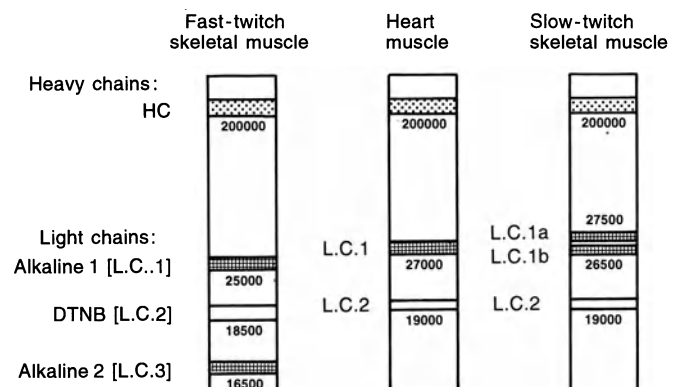 Fast-twitch
skeletal muscle
Heart
muscle
Slow-twitch
skeletal muscle
Heavy chains:
HC
200000
200000
200000
27500
Light chains:
Alkaline 1 [L.C..1]
25000
L.C.1
27000
L.C.1a
L.C.1b
26500
DTNB [L.C.2]
18500
L.C.2
19000
L.C.2
19000
Alkaline 2 [L.C.3]
16500